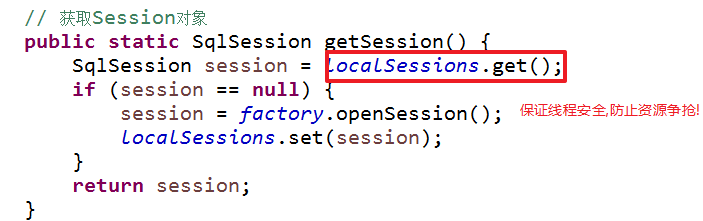 // 获取Session对象
public static SqlSession getSession() {
SqlSession session = localSessions.get();
if (session == null) {
session = factory.openSession(); 保证线程安全,防止资源争抢!
localSessions.set(session);
}
return session;
}